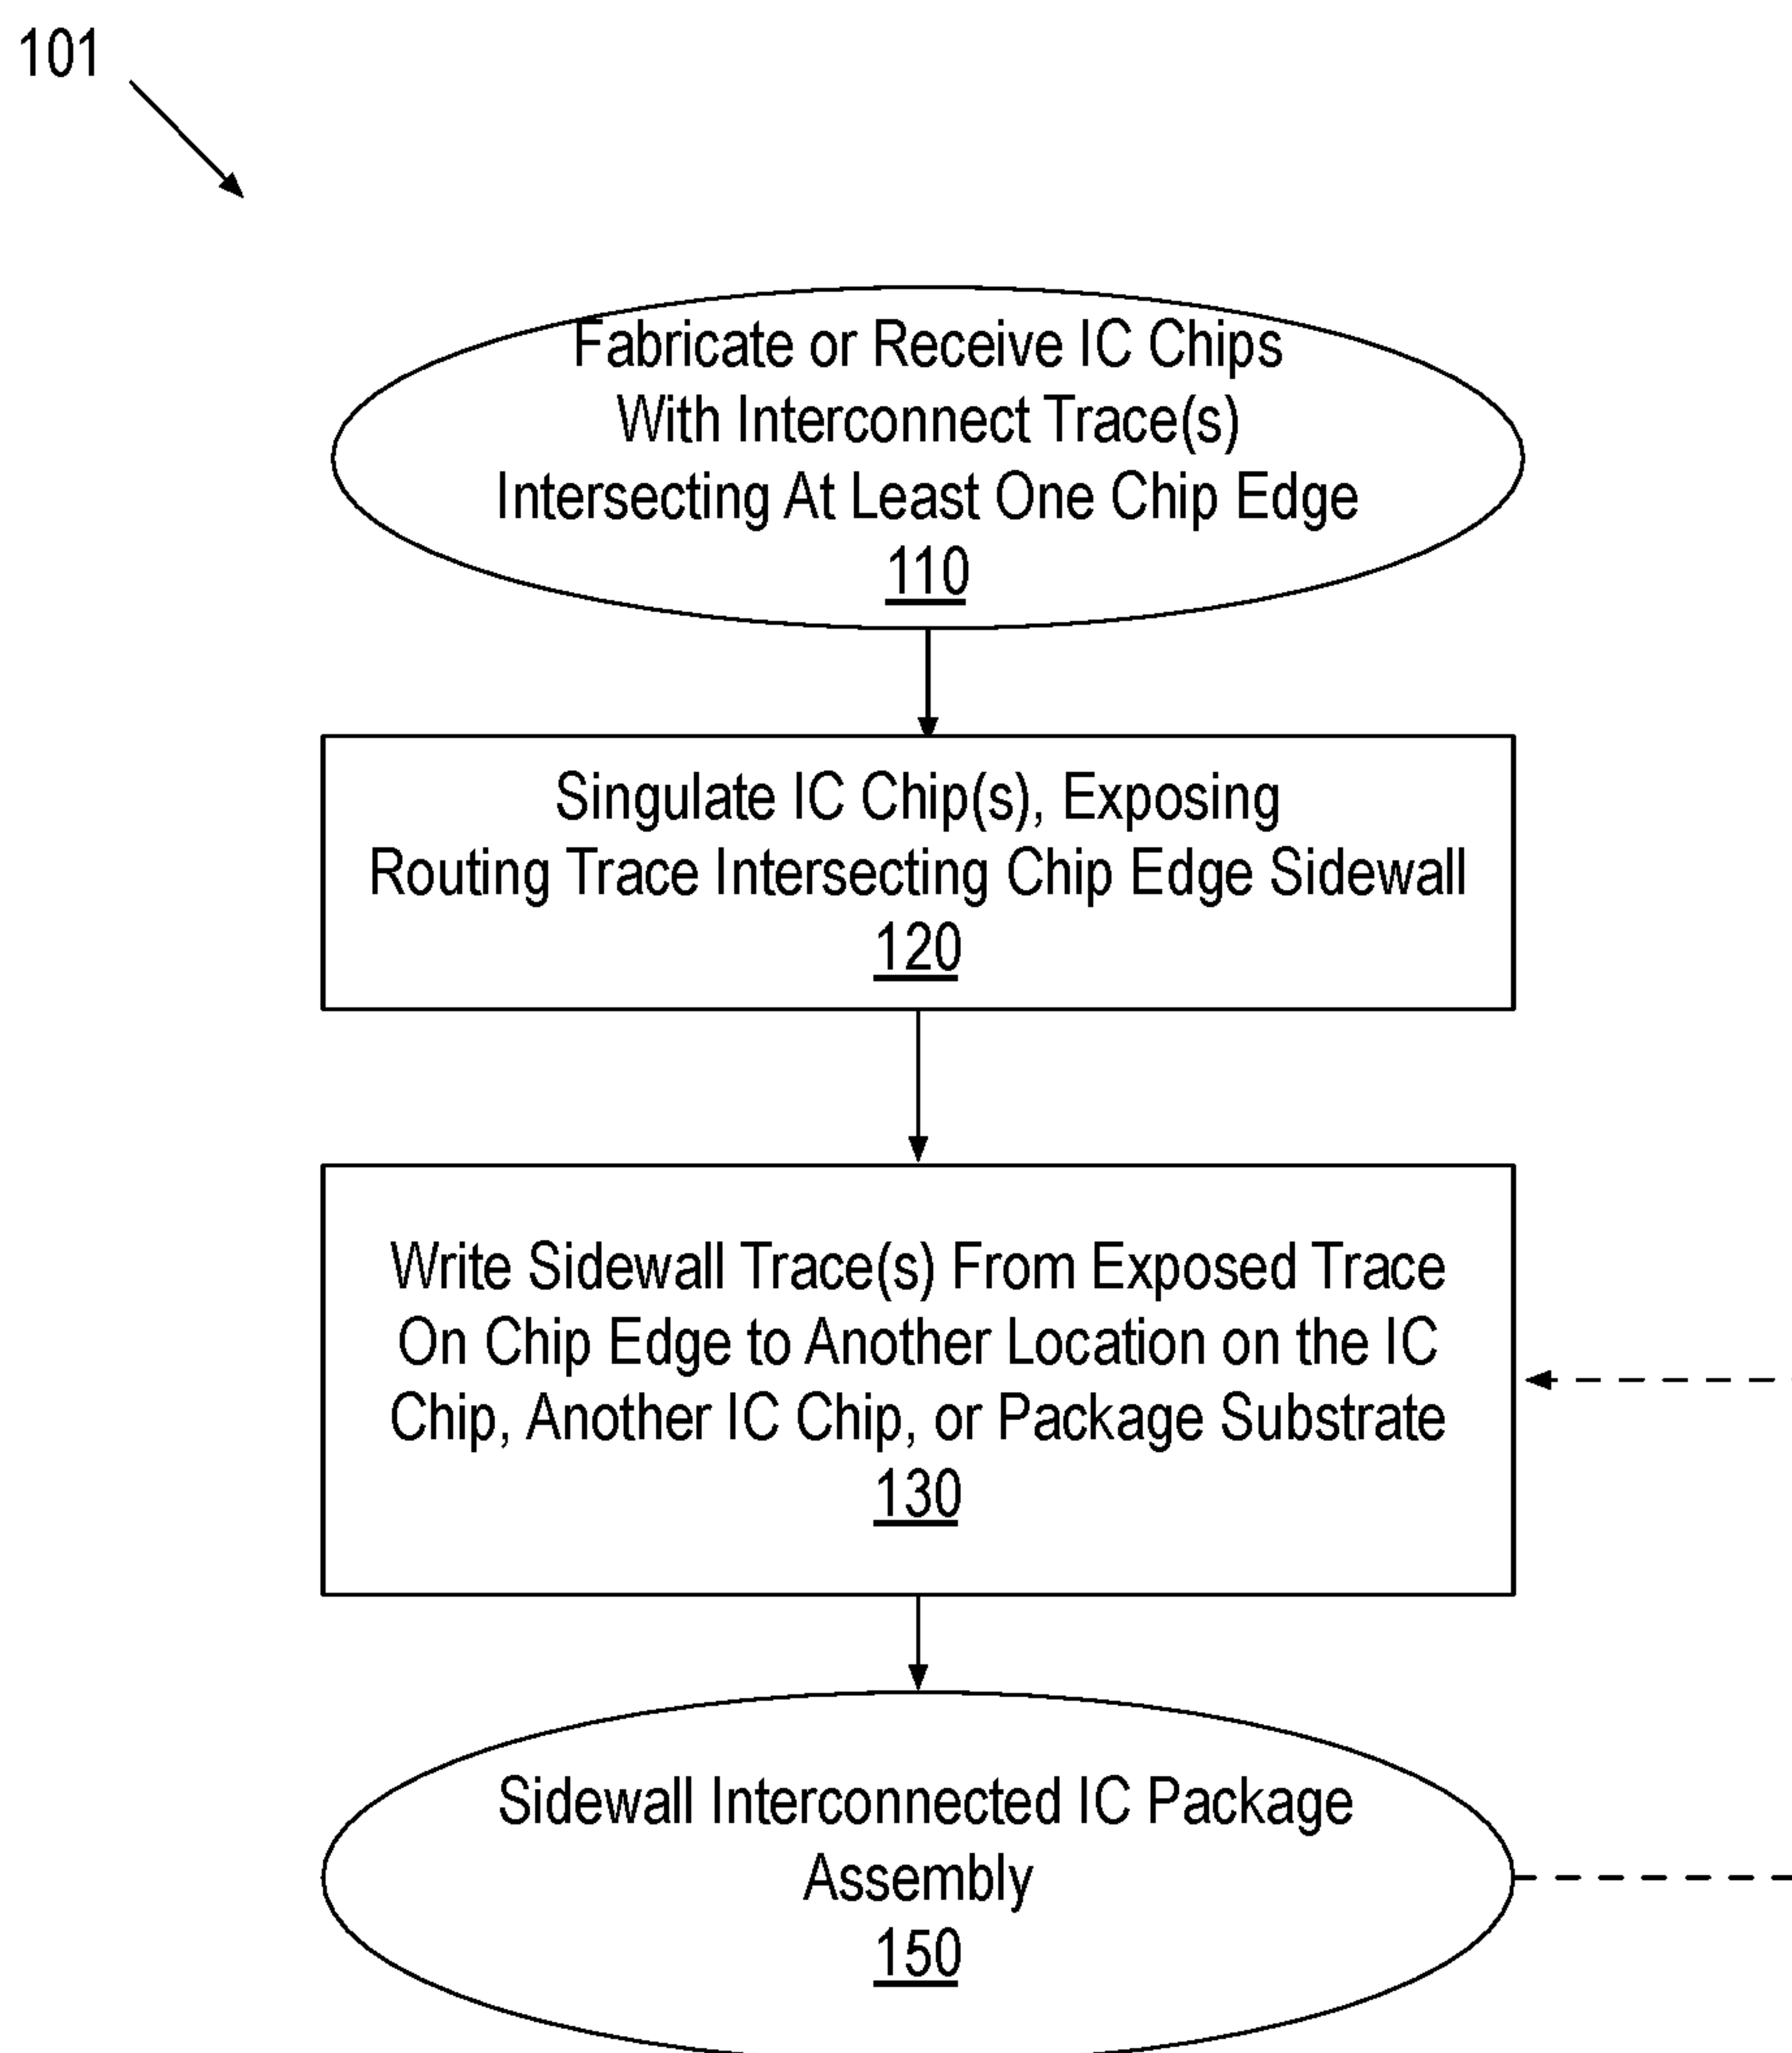 101
Fabricate or Receive IC Chips
With Interconnect Trace(s)
Intersecting At Least One Chip Edge
110
Singulate IC Chip(s), Exposing
Routing Trace Intersecting Chip Edge Sidewall
120
Write Sidewall Trace(s) From Exposed Trace
On Chip Edge to Another Location on the IC
Chip, Another IC Chip, or Package Substrate
130
Sidewall Interconnected IC Package
Assembly
150